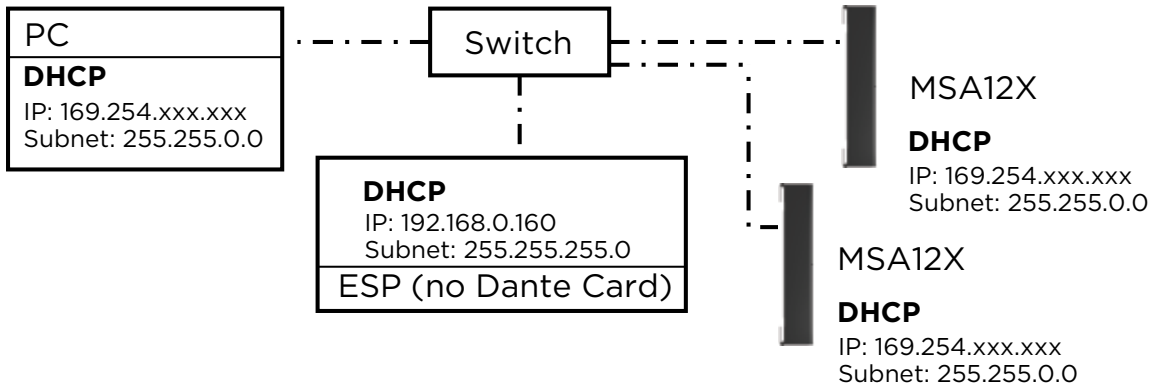 PC
DHCP
IP: 169.254.xxx.xxx
Subnet: 255.255.0.0
Switch
DHCP
IP: 192.168.0.160
Subnet: 255.255.255.0
ESP (no Dante Card)
MSA12X
DHCP
IP: 169.254.xxx.xxx
Subnet: 255.255.0.0
MSA12X
DHCP
IP: 169.254.xxx.xxx
Subnet: 255.255.0.0